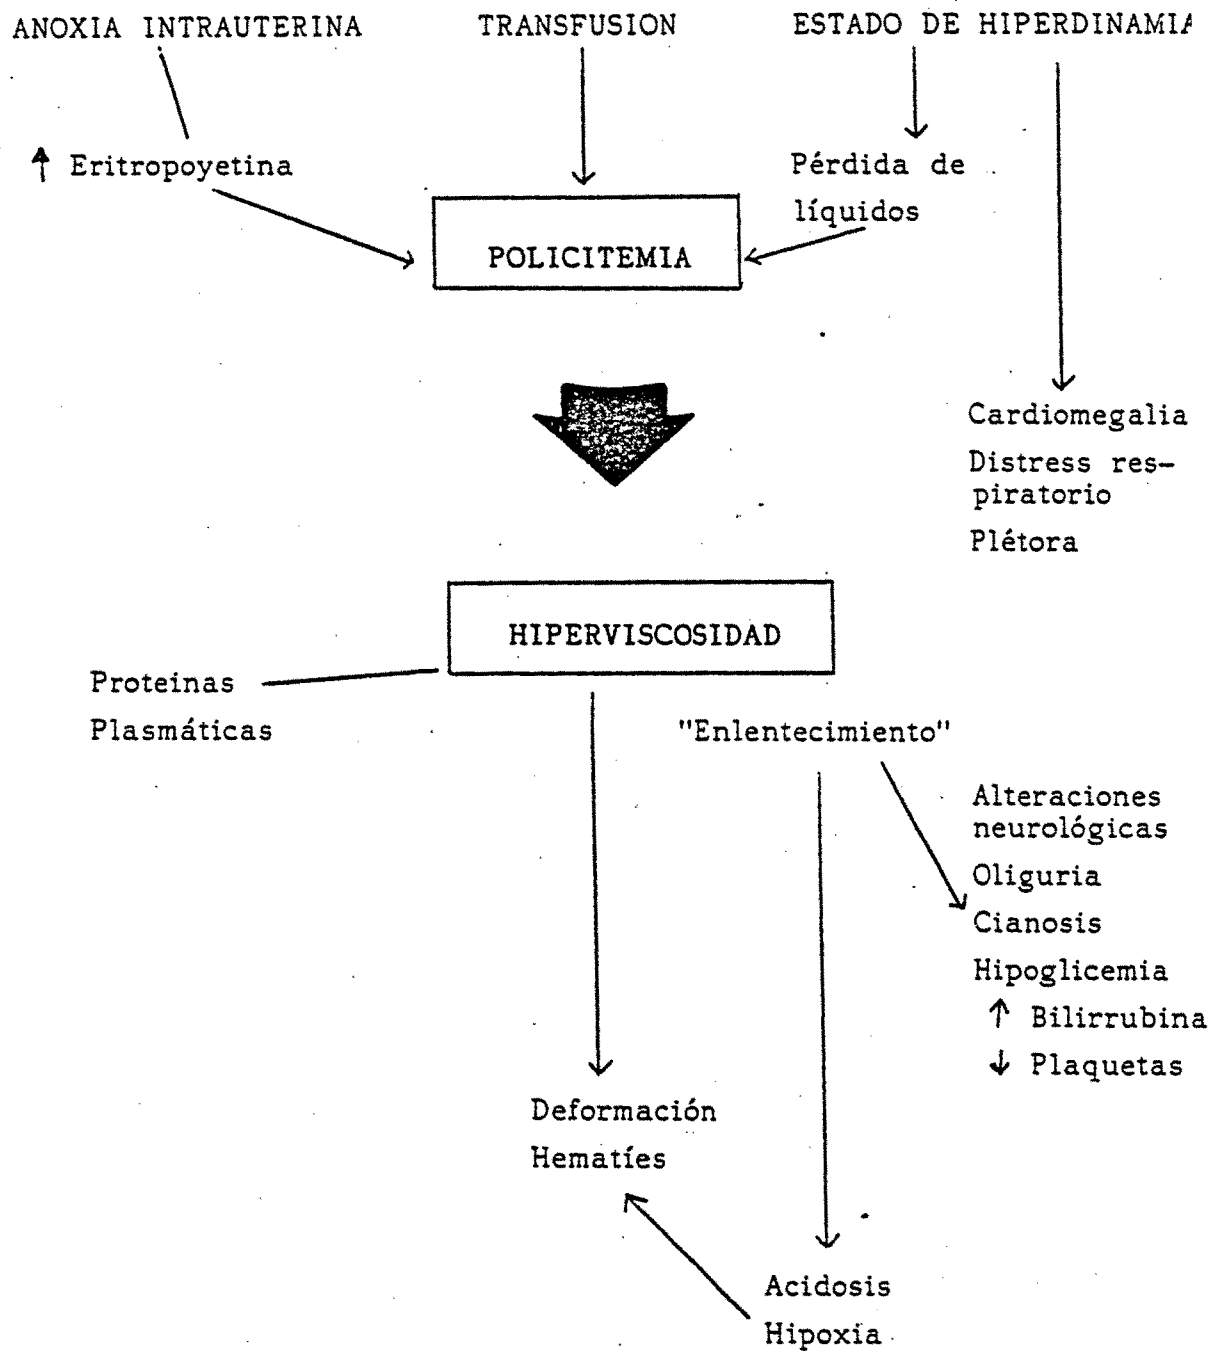 ANOXIA INTRAUTERINA
TRANSFUSION
ESTADO DE HIPERDINAMIA
↑ Eritropoyetina
Pérdida de
líquidos
POLICITEMIA
Cardiomegalia
Distress res-
piratorio
Plétora
HIPERVISCOSIDAD
Proteinas
Plasmáticas
"Enlentecimiento"
Alteraciones
neurológicas
Oliguria
Cianosis
Hipoglicemia
↑ Bilirrubina
↓ Plaquetas
Deformación
Hematíes
Acidosis
Hipoxia